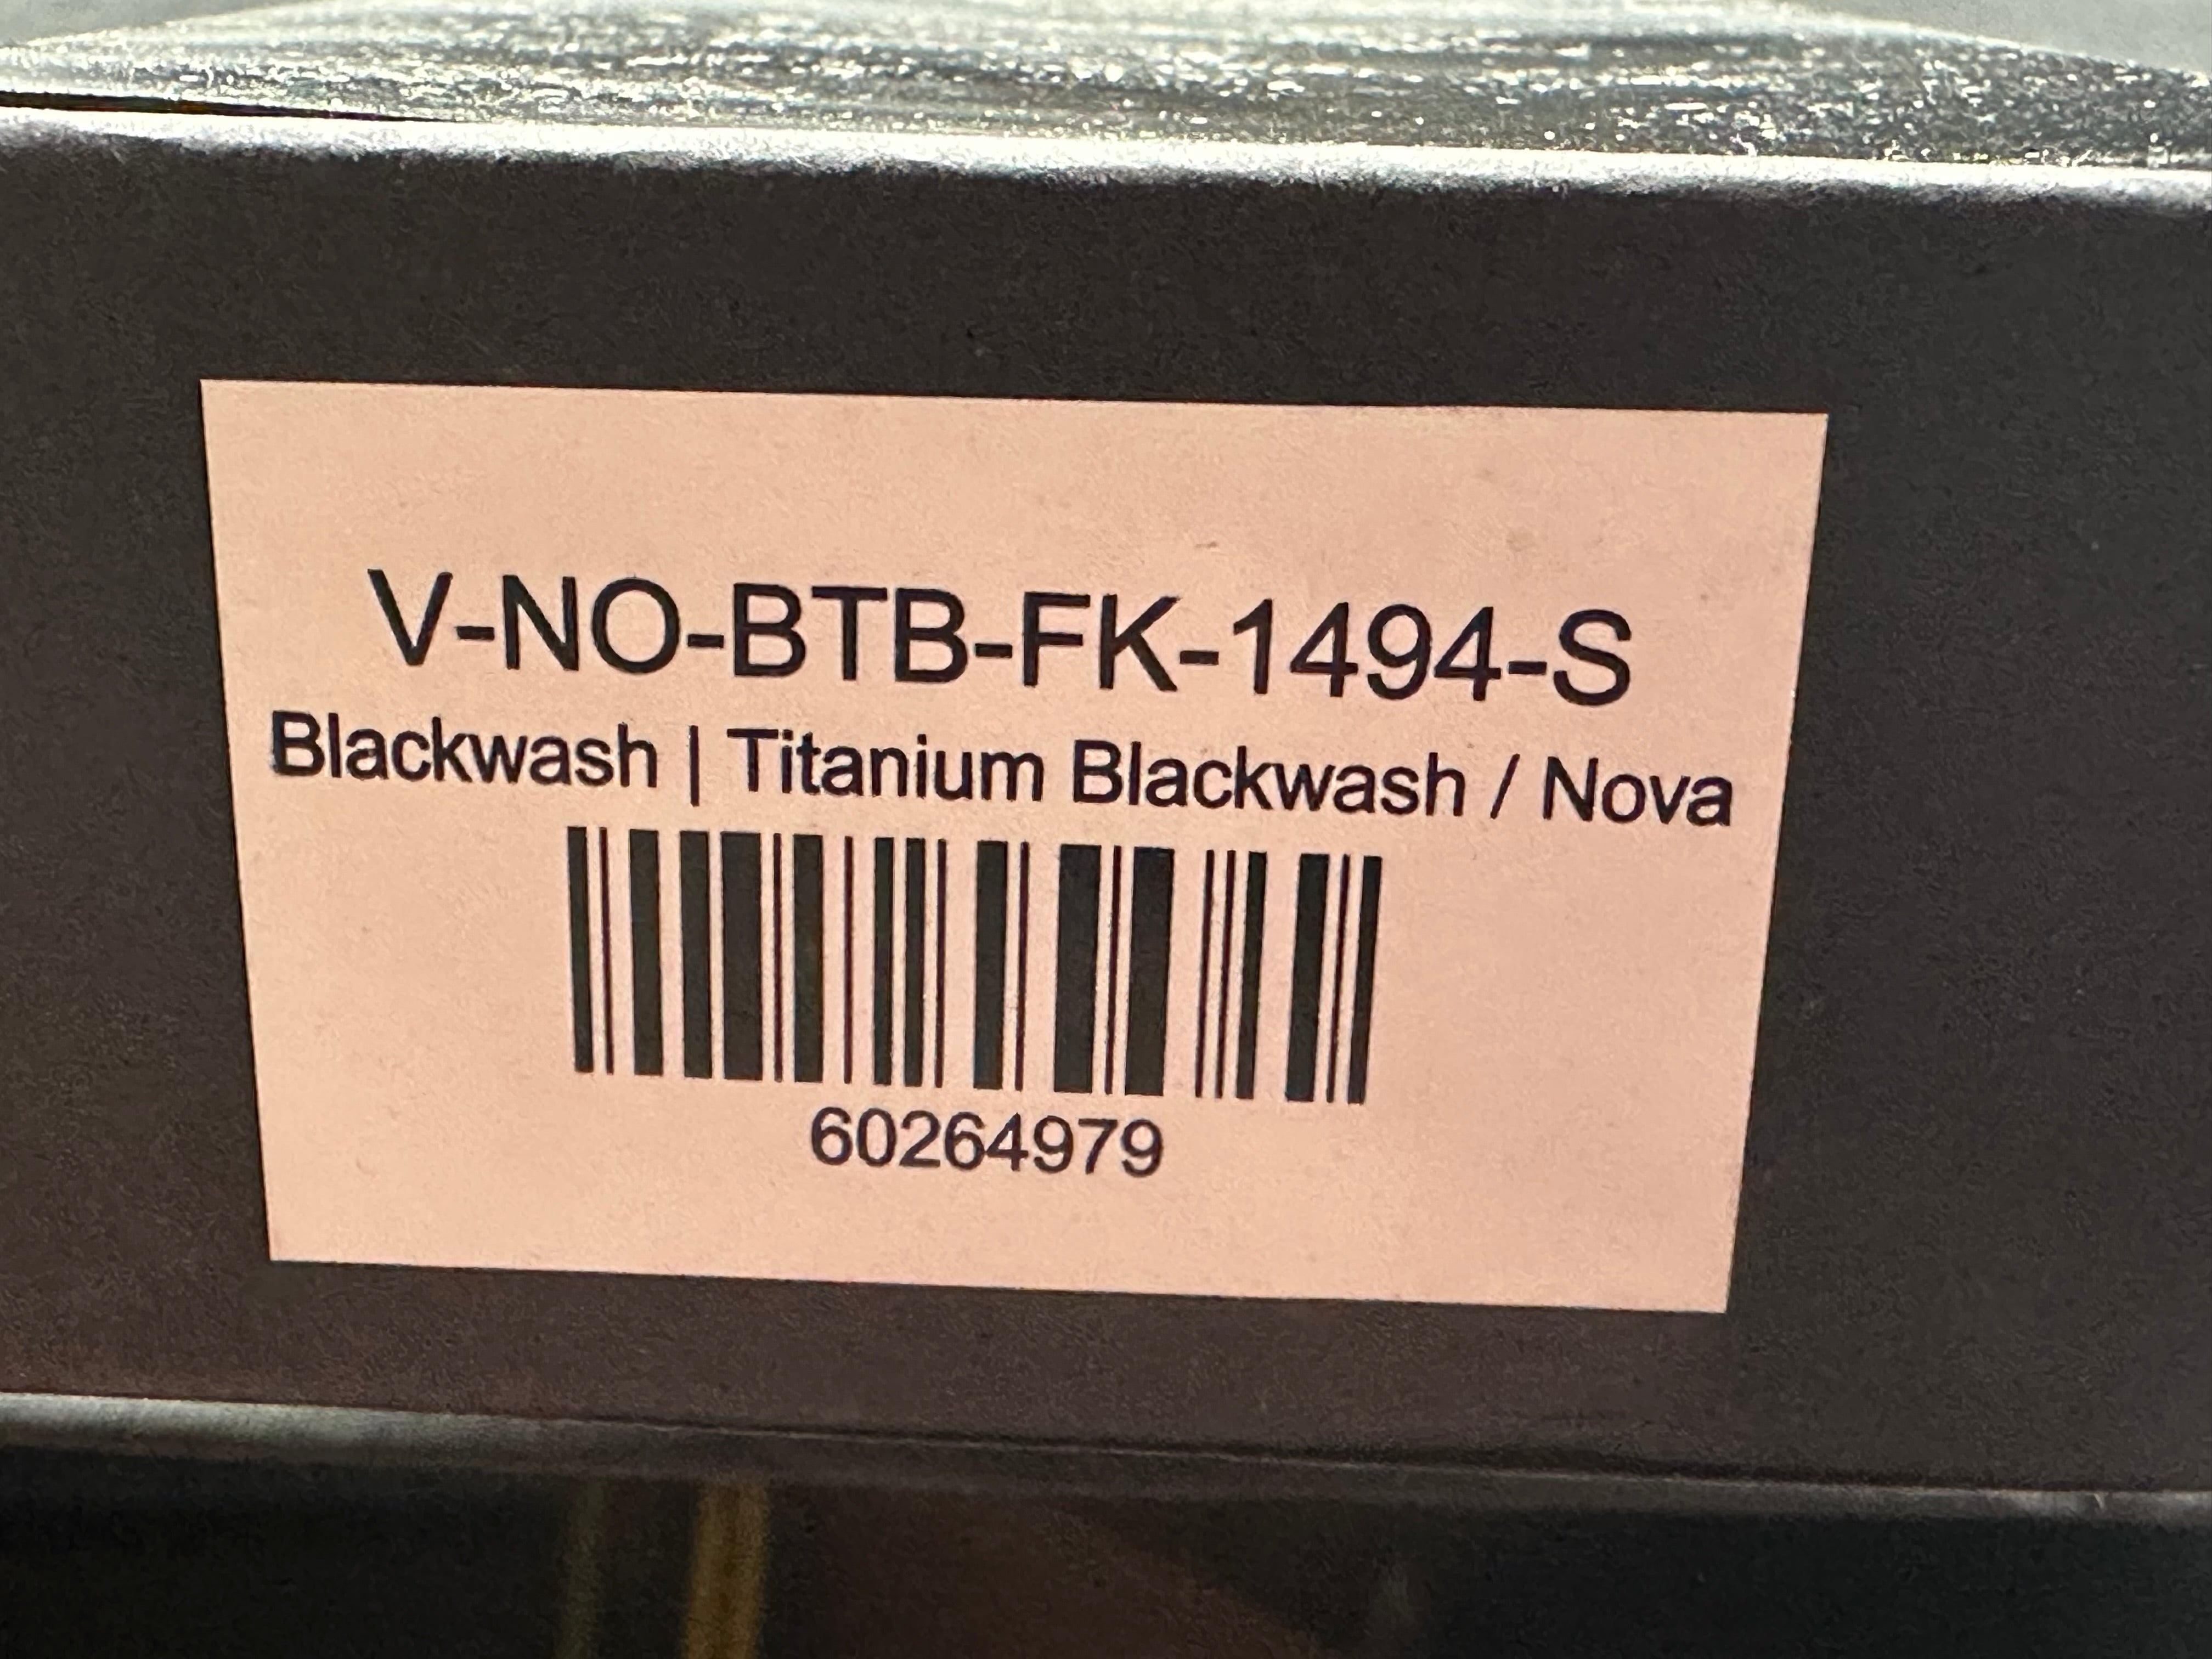 V-NO-BTB-FK-1494-S
Blackwash | Titanium Blackwash / Nova
60264979